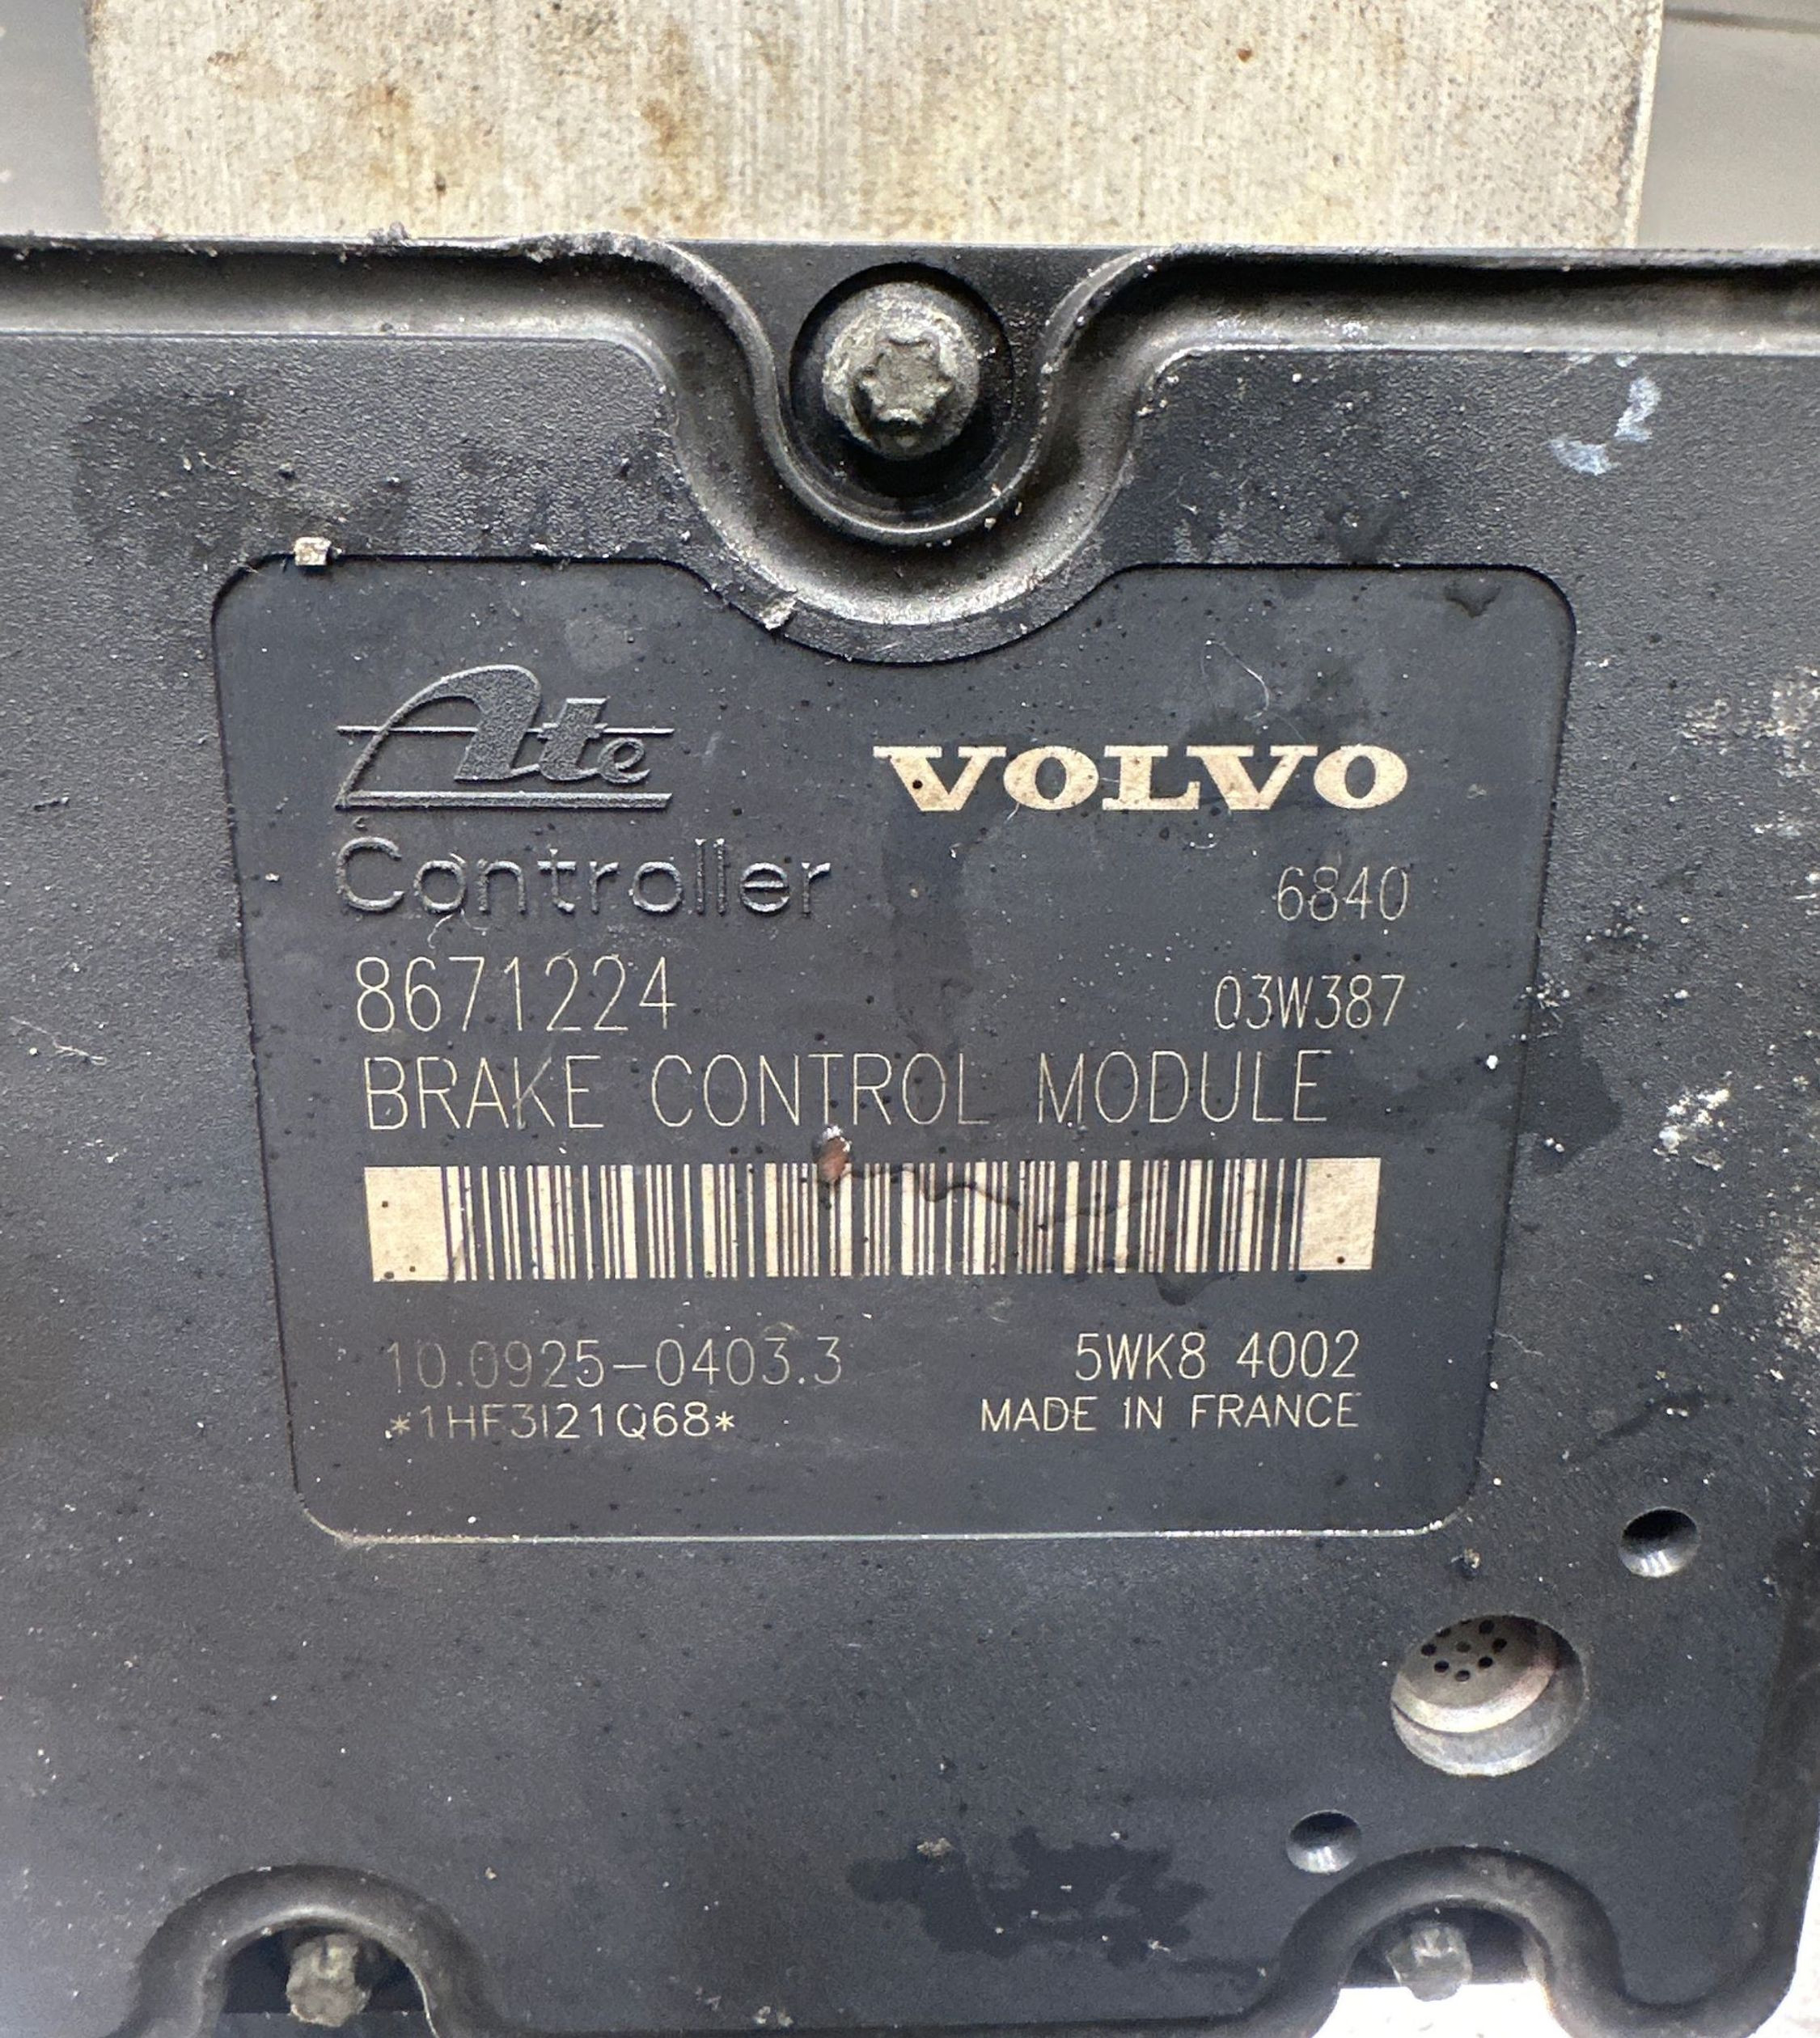 Ate
VOLVO
Controller
6840
8671224
03W387
BRAKE CONTROL MODULE
10.0925-0403.3
5WK8 4002
*1HF3I21Q68*
MADE IN FRANCE